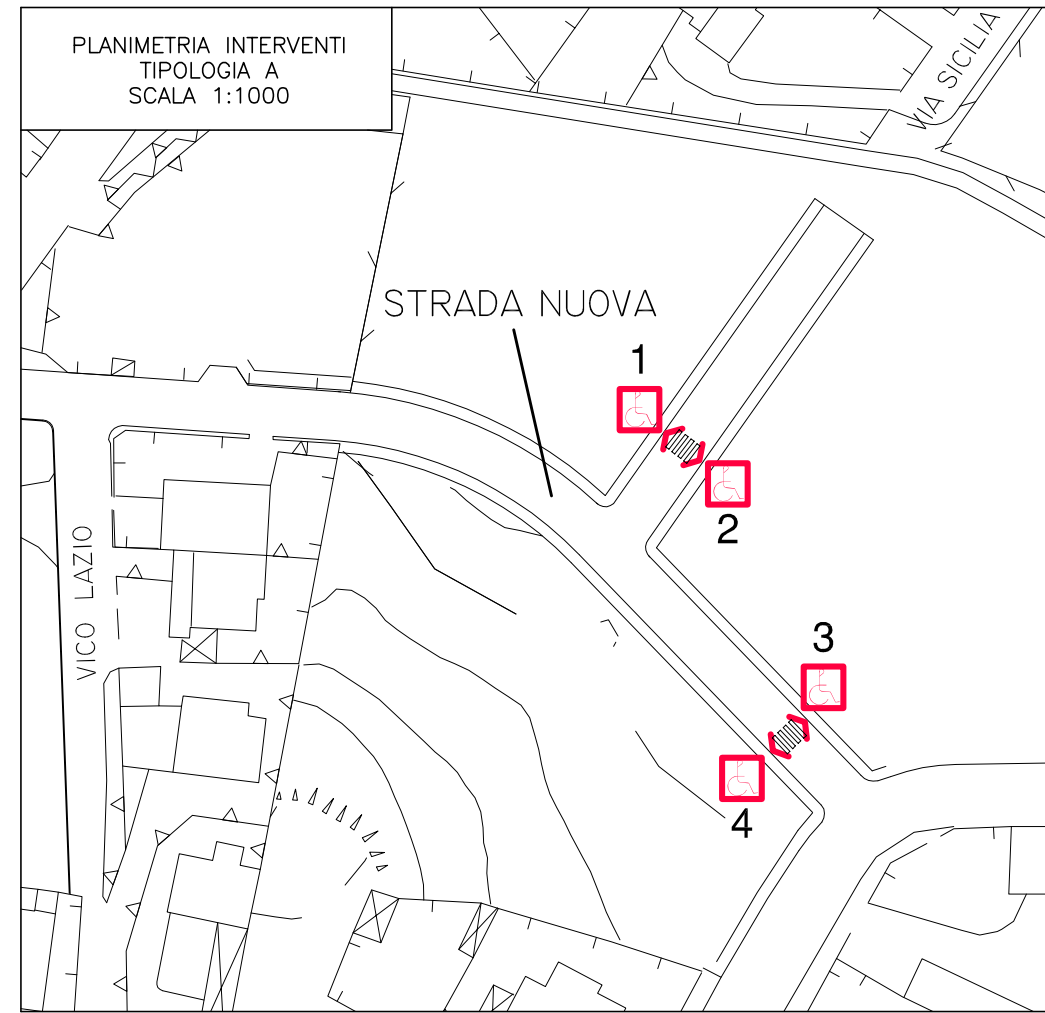 PLANIMETRIA INTERVENTI
TIPOLOGIA A
SCALA 1:1000
VIA SICILIA
STRADA NUOVA
1
2
VICO LAZIO
3
4